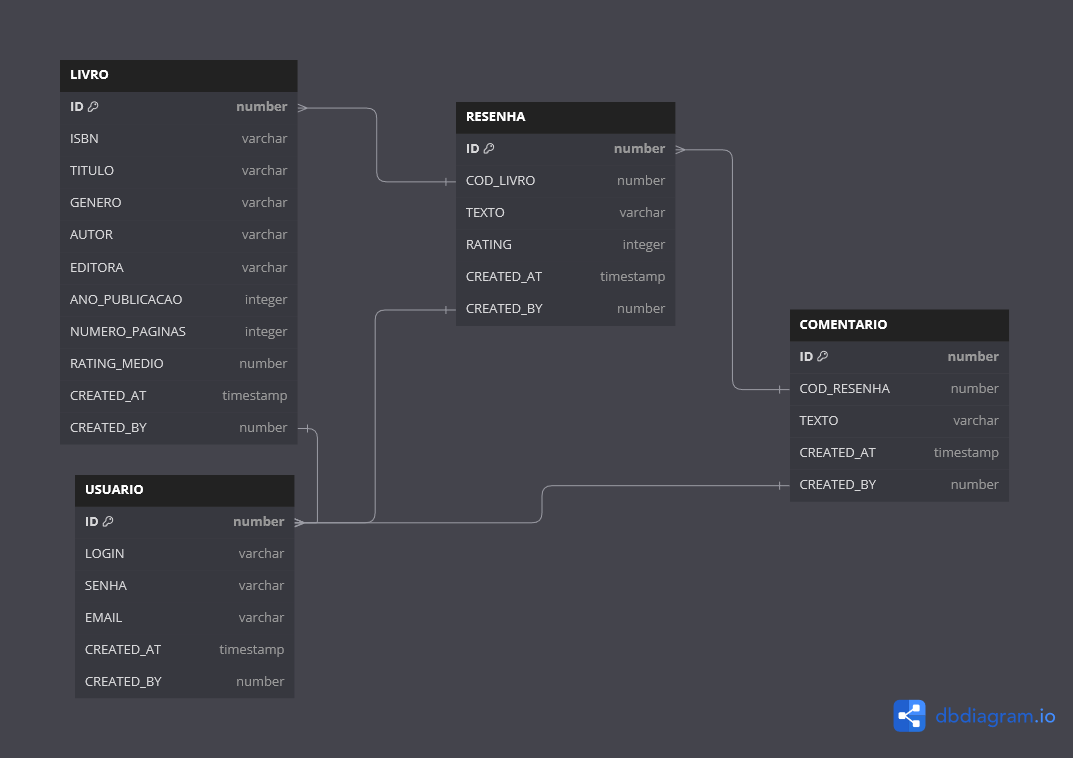 LIVRO
ID number
ISBN varchar
TITULO varchar
GENERO varchar
AUTOR varchar
EDITORA varchar
ANO_PUBLICACAO integer
NUMERO_PAGINAS integer
RATING_MEDIO number
CREATED_AT timestamp
CREATED_BY number
USUARIO
ID number
LOGIN varchar
SENHA varchar
EMAIL varchar
CREATED_AT timestamp
CREATED_BY number
RESENHA
ID number
COD_LIVRO number
TEXTO varchar
RATING integer
CREATED_AT timestamp
CREATED_BY number
COMENTARIO
ID number
COD_RESENHA number
TEXTO varchar
CREATED_AT timestamp
CREATED_BY number
dbdiagram.io